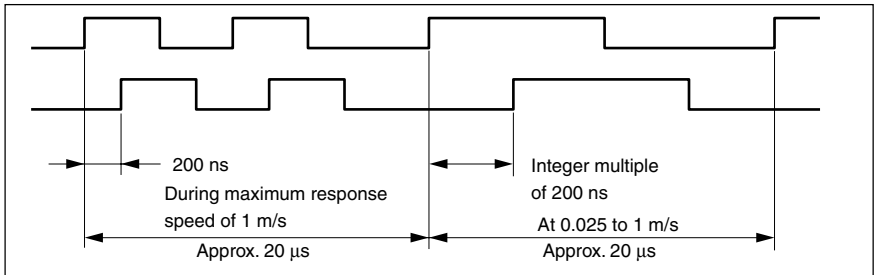 200 ns
During maximum response
speed of 1 m/s
Approx. 20 μs
Integer multiple
of 200 ns
At 0.025 to 1 m/s
Approx. 20 μs